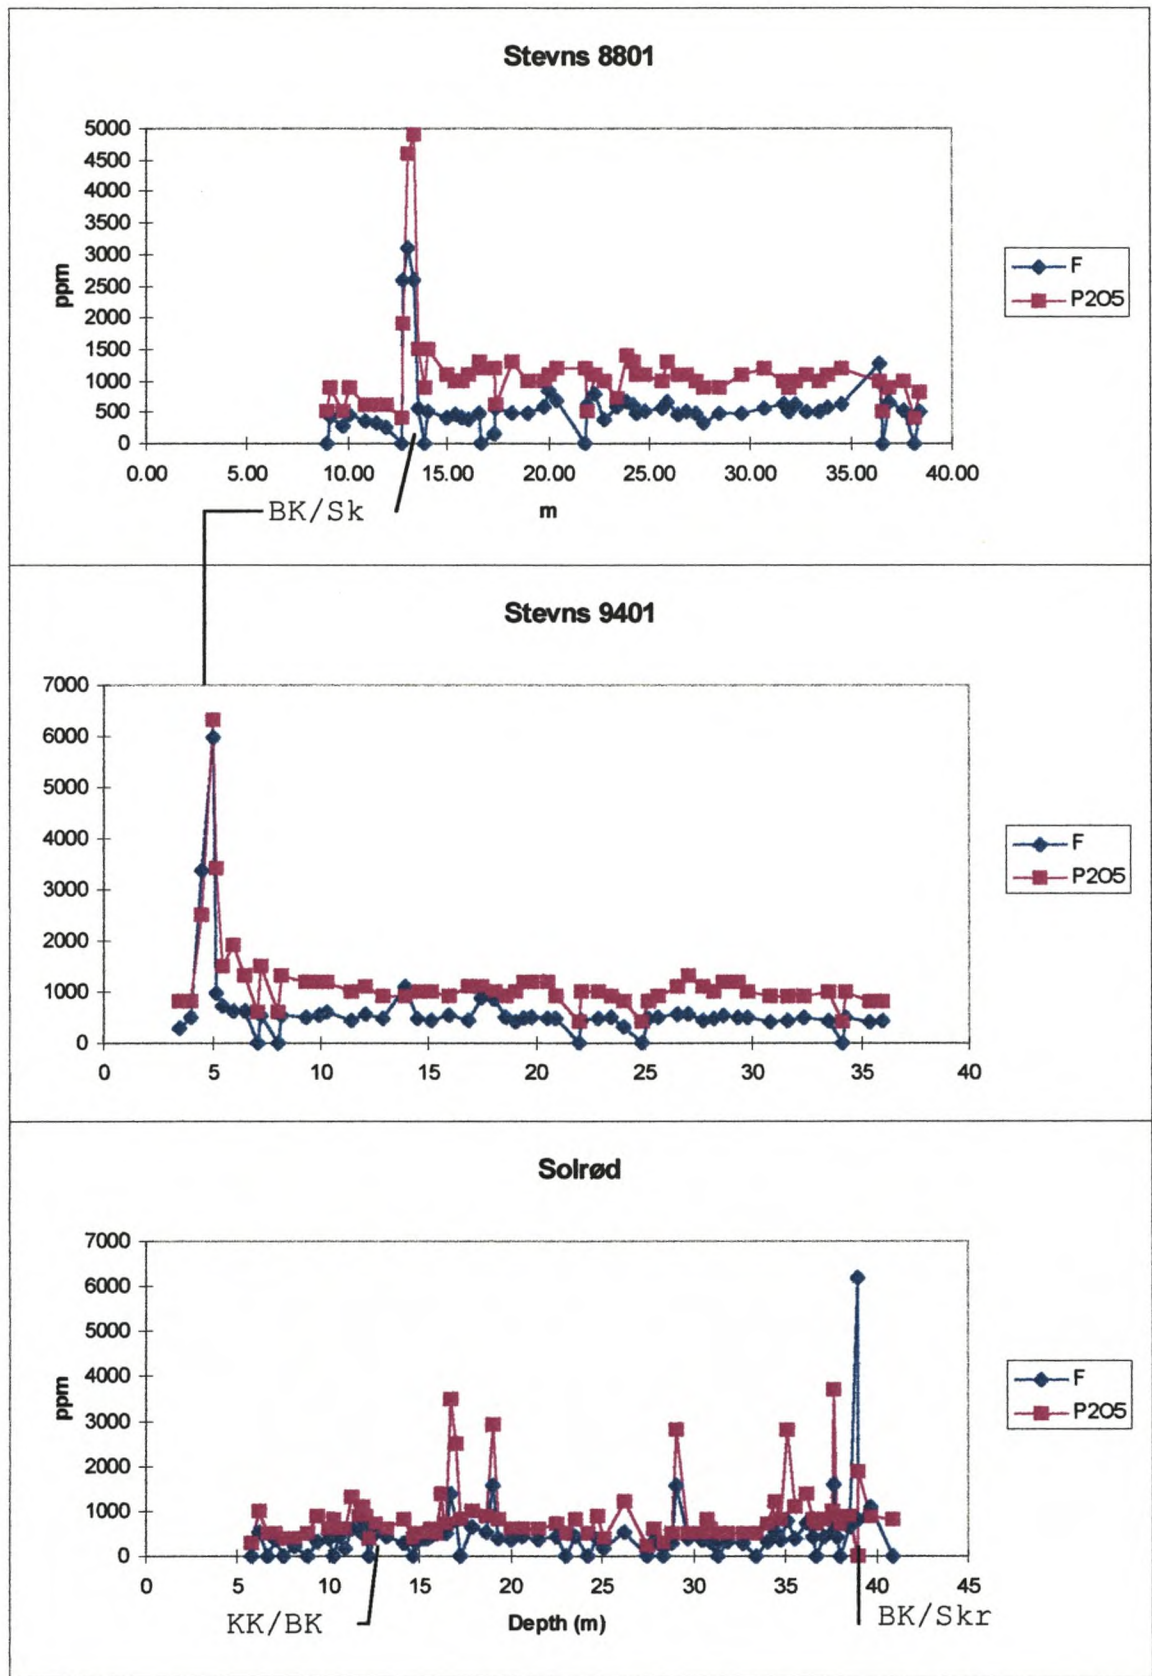 Stevns 8801
5000
4500
4000
3500
3000
2500
2000
1500
1000
500
0
ppm
0.00 5.00 10.00 15.00 20.00 25.00 30.00 35.00 40.00
m
F
P2O5
BK/Sk
Stevns 9401
7000
6000
5000
4000
3000
2000
1000
0
0 5 10 15 20 25 30 35 40
F
P2O5
Solrød
7000
6000
5000
4000
3000
2000
1000
0
ppm
0 5 10 15 20 25 30 35 40 45
Depth (m)
F
P2O5
KK/BK
BK/Skr